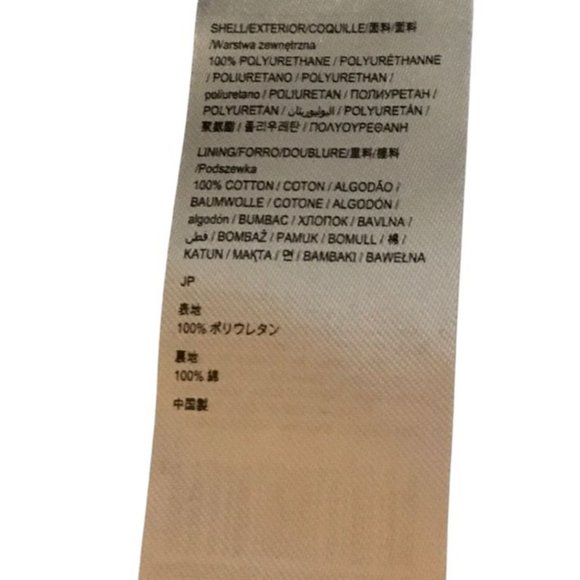 SHELL/EXTERIOR/COQUILLE/面料/面料
/Warstwa zewnętrzna
100% POLYURETHANE / POLYURÉTHANNE
/ POLIURETANO / POLYURETHAN /
poliuretano / POLIURETAN / ПОЛИУРЕТАН /
POLYURETAN / البوليوريتان / POLYURETÁN /
聚氨酯 / 폴리우레탄 / ΠΟΛΥΟΥΡΕΘΑΝΗ
LINING/FORRO/DOUBLURE/里料/裡料
/Podszewka
100% COTTON / COTON / ALGODÃO /
BAUMWOLLE / COTONE / ALGODÓN /
algodón / BUMBAC / ХЛОПОК / BAVLNA /
قطن / BOMBAŽ / PAMUK / BOMULL / 棉 /
KATUN / МАҚТА / 면 / BAMBAKI / BAWEŁNA
JP
表地
100% ポリウレタン
裏地
100% 綿
中国製